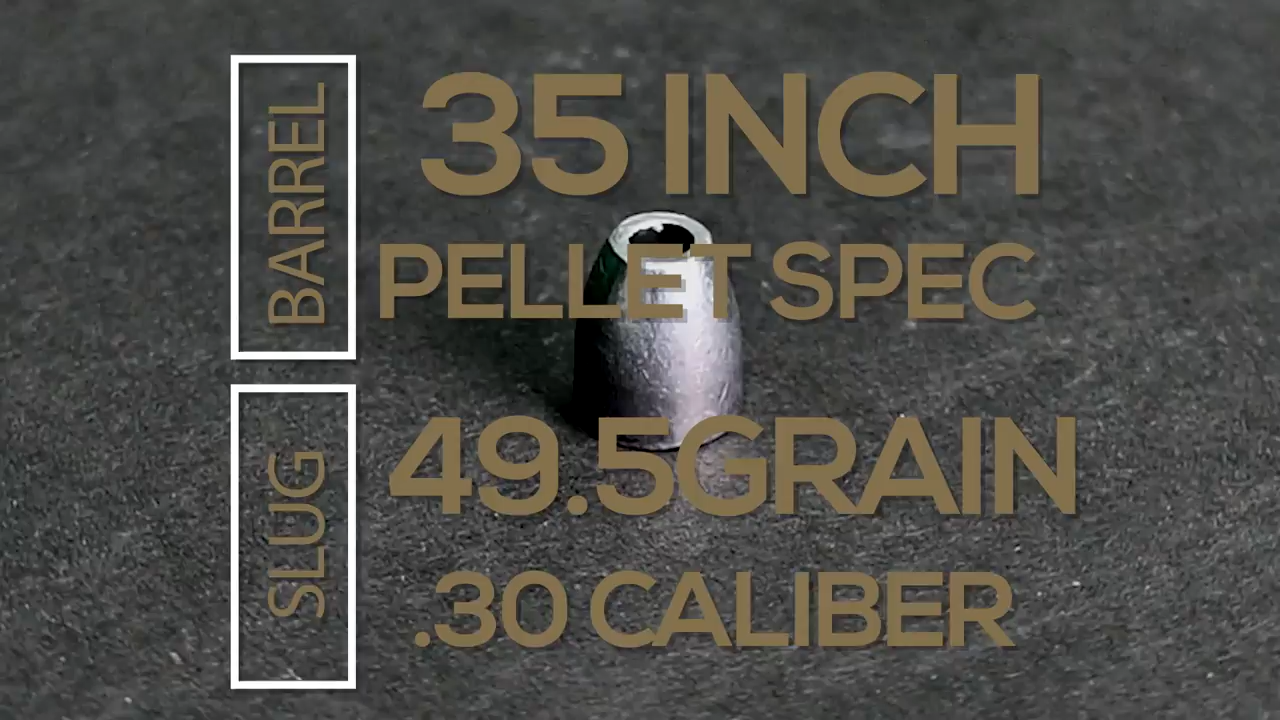 BARREL
35 INCH
PELLET SPEC
SLUG
49.5GRAIN
.30 CALIBER